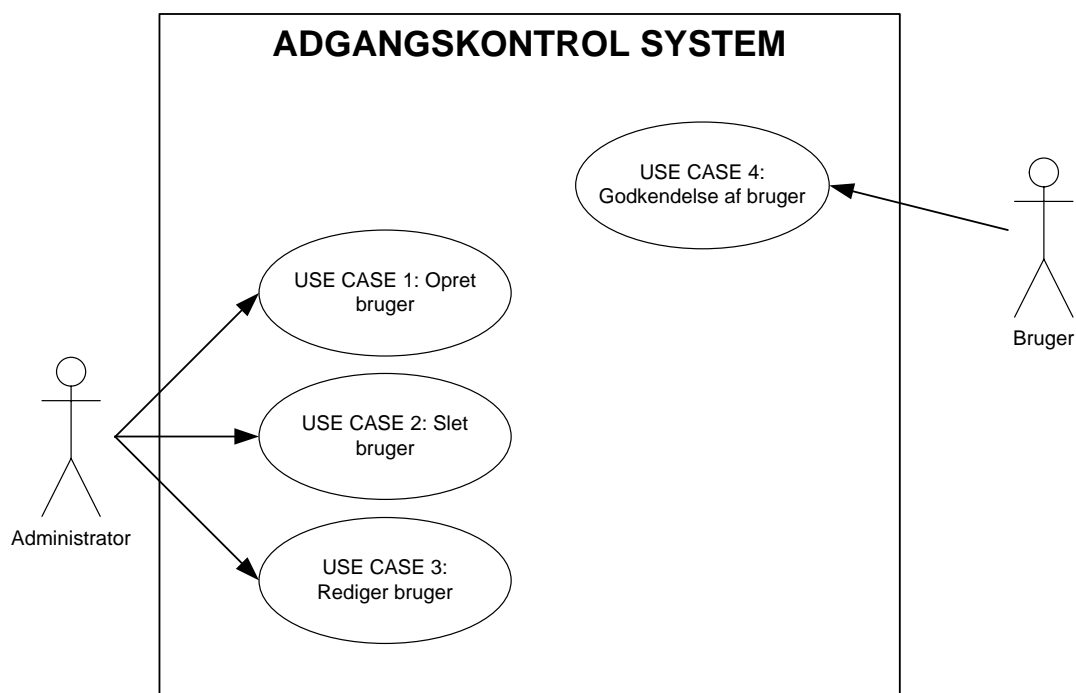 ADGANGSKONTROL SYSTEM
USE CASE 4:
Godkendelse af bruger
USE CASE 1: Opret
bruger
Bruger
USE CASE 2: Slet
bruger
Administrator
USE CASE 3:
Rediger bruger